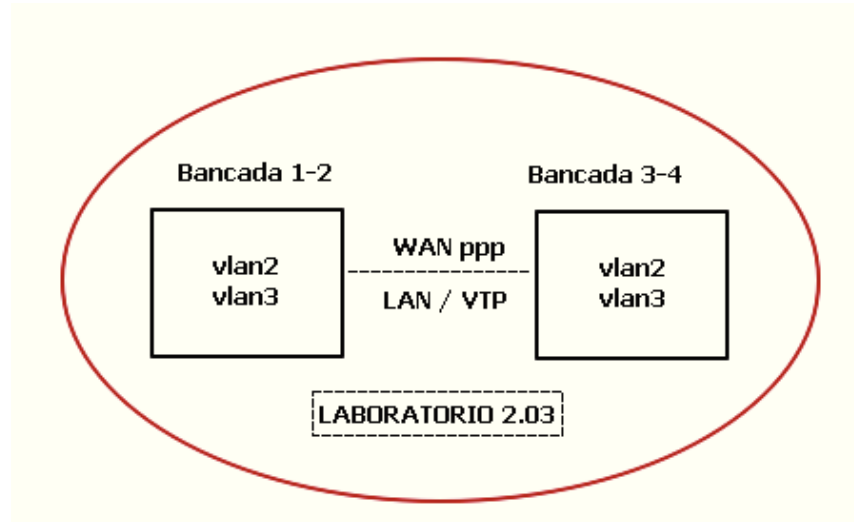 Bancada 1-2
Bancada 3-4
vlan2
vlan3
WAN ppp
LAN / VTP
vlan2
vlan3
LABORATORIO 2.03